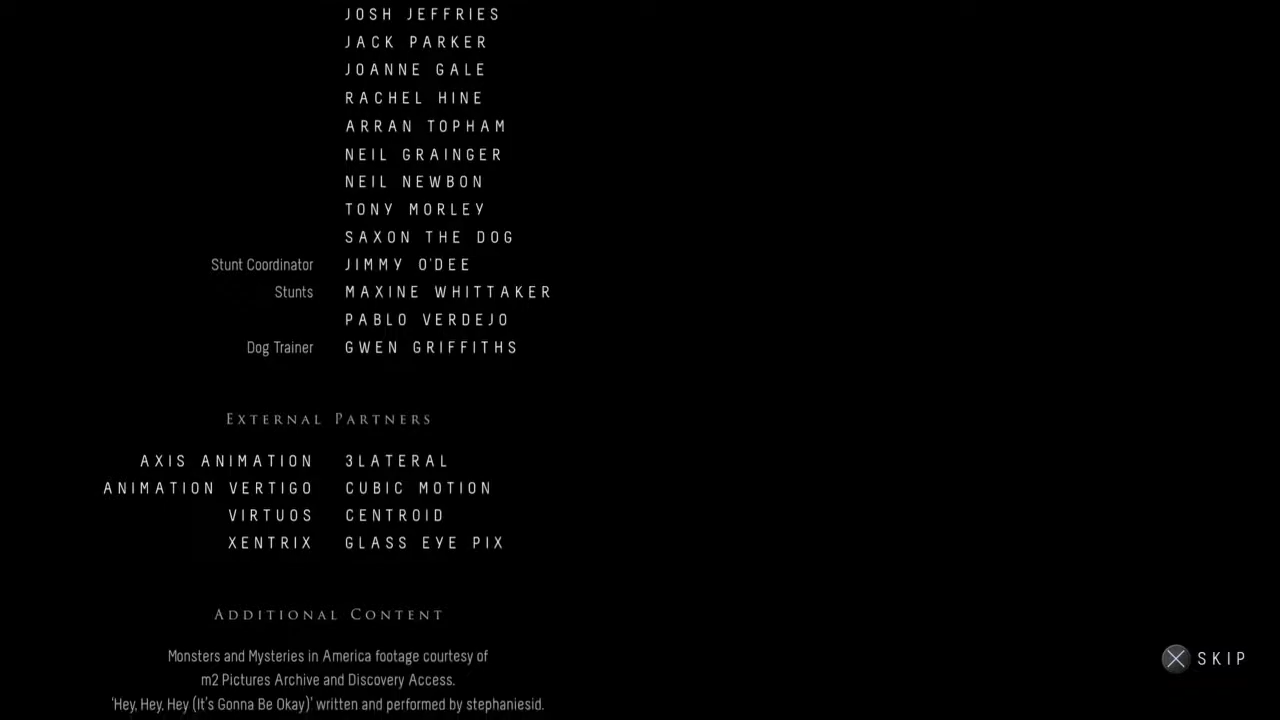 JOSH JEFFRIES
JACK PARKER
JOANNE GALE
RACHEL HINE
ARRAN TOPHAM
NEIL GRAINGER
NEIL NEWBON
TONY MORLEY
SAXON THE DOG
Stunt Coordinator JIMMY O'DEE
Stunts MAXINE WHITTAKER
PABLO VERDEJO
Dog Trainer GWEN GRIFFITHS
EXTERNAL PARTNERS
AXIS ANIMATION 3LATERAL
ANIMATION VERTIGO CUBIC MOTION
VIRTUOS CENTROID
XENTRIX GLASS EYE PIX
ADDITIONAL CONTENT
Monsters and Mysteries in America footage courtesy of
m2 Pictures Archive and Discovery Access.
'Hey, Hey, Hey (It's Gonna Be Okay)' written and performed by stephaniesid.
SKIP